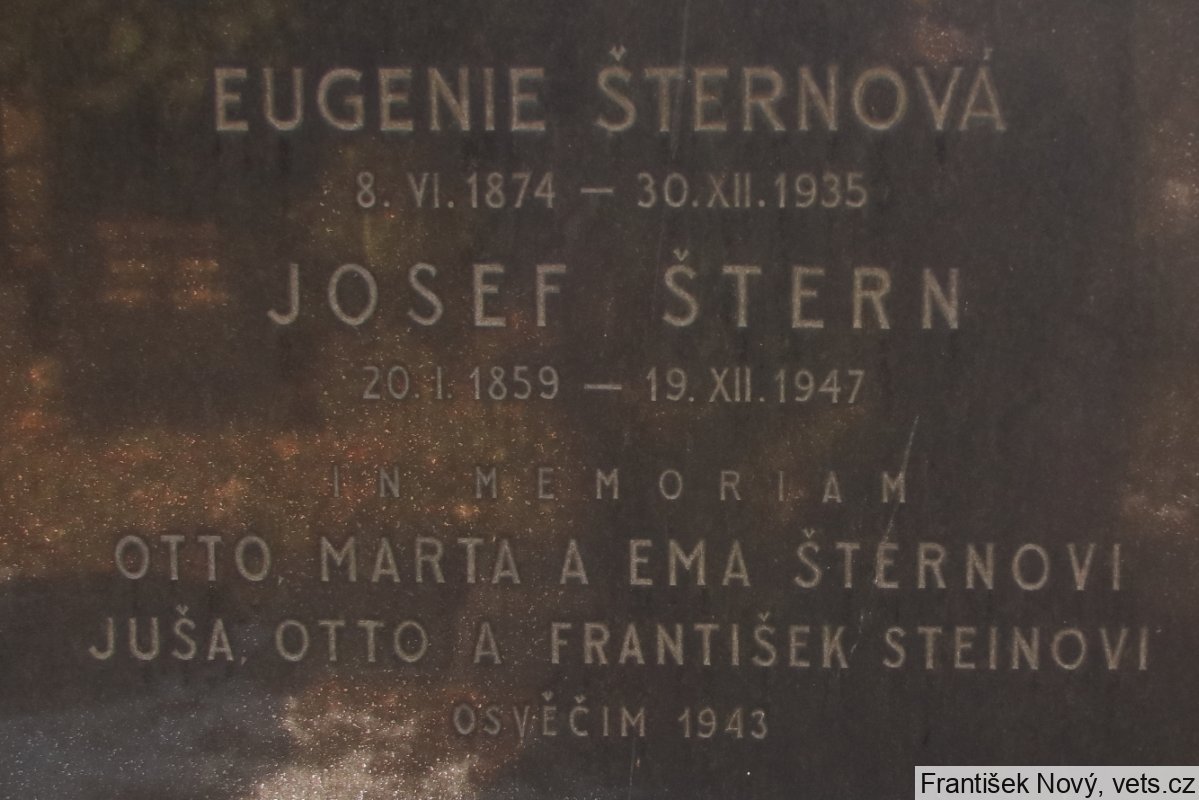 EUGENIE ŠTERNOVÁ
8. VI. 1874 — 30. XII. 1935
JOSEF ŠTERN
20. I. 1859 — 19. XII. 1947
IN MEMORIAM
OTTO, MARTA A EMA ŠTERNOVI
JUŠA, OTTO A FRANTIŠEK STEINOVI
OSVĚČIM 1943
František Nový, vets.cz